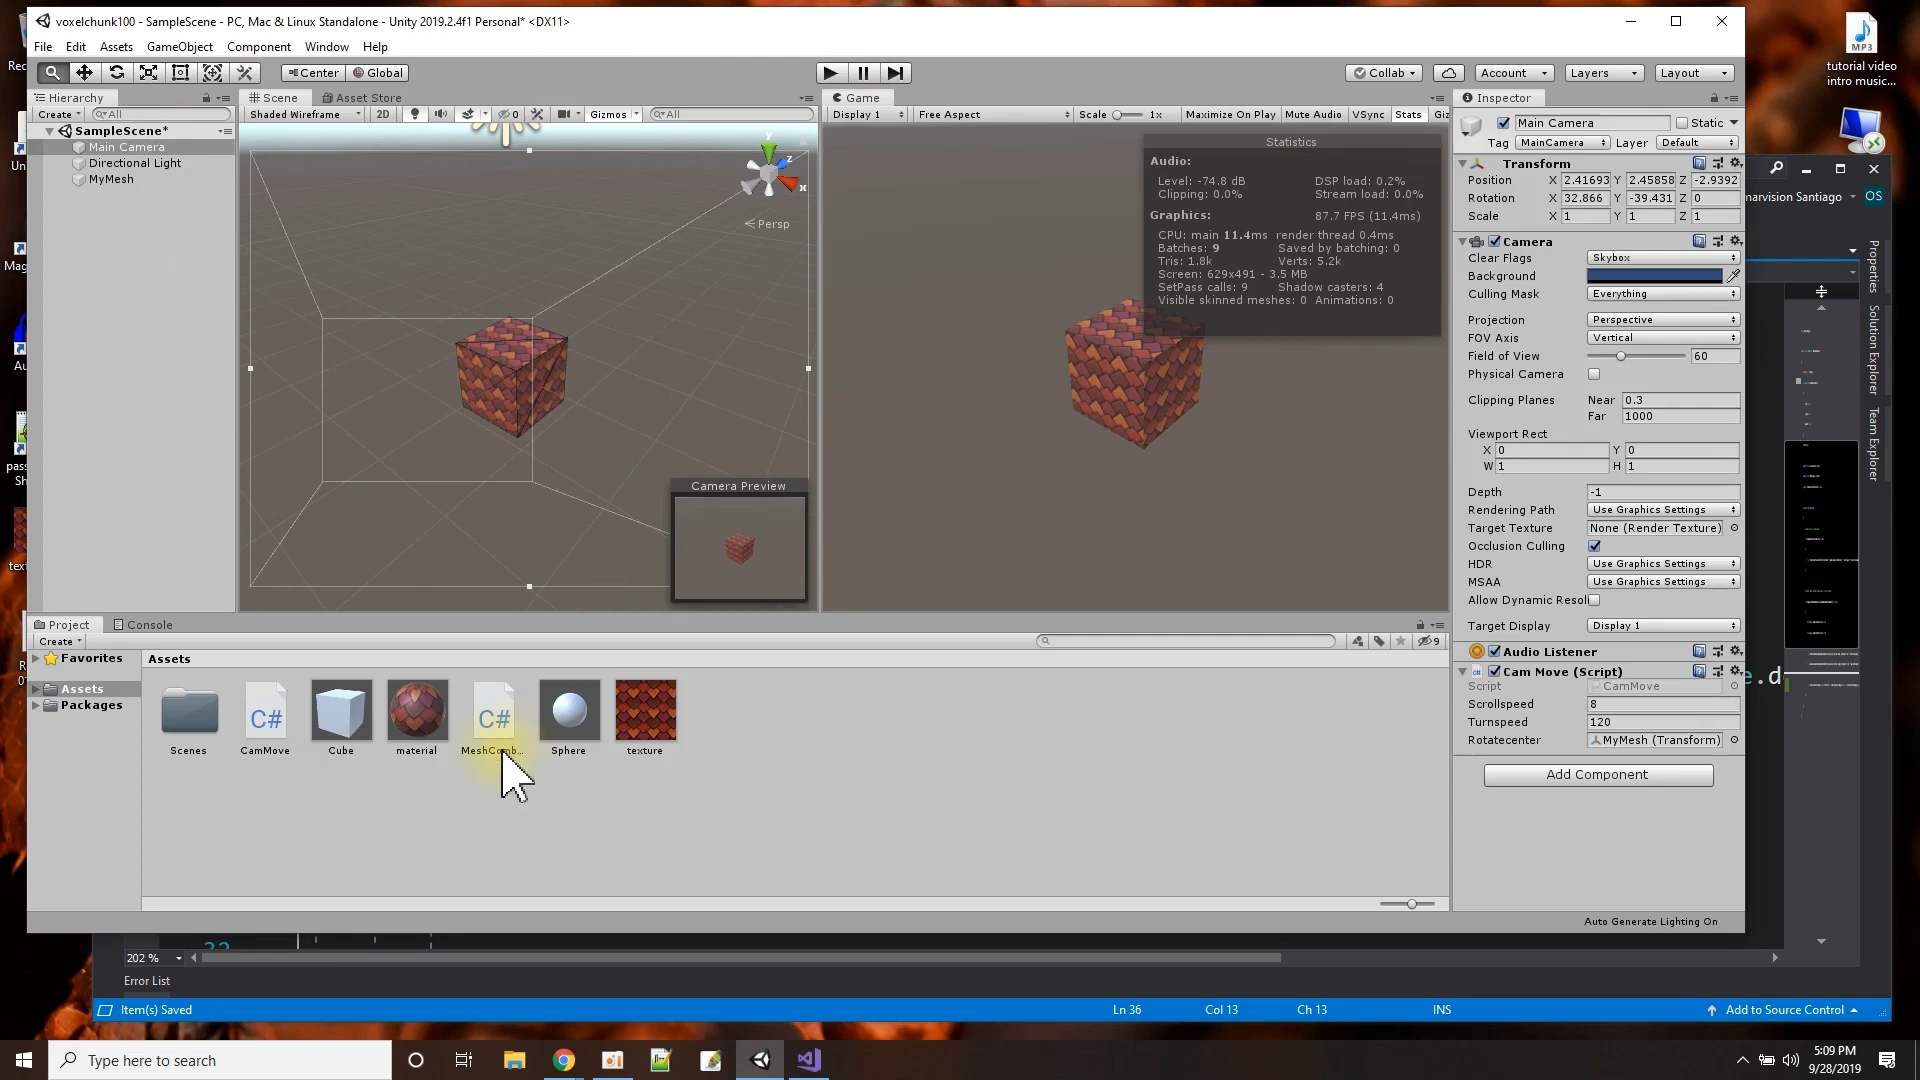 voxelchunk100 - SampleScene - PC, Mac & Linux Standalone - Unity 2019.2.4f1 Personal* <DX11>
File Edit Assets GameObject Component Window Help
Center Global
Collab Account Layers Layout
Hierarchy
Create All
SampleScene*
Main Camera
Directional Light
MyMesh
Scene Asset Store
Shaded Wireframe 2D 0 Gizmos All
y
z
x
Persp
Camera Preview
Game
Display 1 Free Aspect Scale 1x Maximize On Play Mute Audio VSync Stats Giz
Statistics
Audio:
Level: -74.8 dB DSP load: 0.2%
Clipping: 0.0% Stream load: 0.0%
Graphics: 87.7 FPS (11.4ms)
CPU: main 11.4ms render thread 0.4ms
Batches: 9 Saved by batching: 0
Tris: 1.8k Verts: 5.2k
Screen: 629x491 - 3.5 MB
SetPass calls: 9 Shadow casters: 4
Visible skinned meshes: 0 Animations: 0
Inspector
Main Camera Static
Tag MainCamera Layer Default
Transform
Position X 2.41693 Y 2.45858 Z -2.9392
Rotation X 32.866 Y -39.431 Z 0
Scale X 1 Y 1 Z 1
Camera
Clear Flags Skybox
Background
Culling Mask Everything
Projection Perspective
FOV Axis Vertical
Field of View 60
Physical Camera
Clipping Planes Near 0.3
Far 1000
Viewport Rect
X 0 Y 0
W 1 H 1
Depth -1
Rendering Path Use Graphics Settings
Target Texture None (Render Texture)
Occlusion Culling
HDR Use Graphics Settings
MSAA Use Graphics Settings
Allow Dynamic Resol
Target Display Display 1
Audio Listener
Cam Move (Script)
Script CamMove
Scrollspeed 8
Turnspeed 120
Rotatecenter MyMesh (Transform)
Add Component
Auto Generate Lighting On
Project Console
Create 9
Favorites
Assets
Packages
Assets
C# C#
Scenes CamMove Cube material MeshComb... Sphere texture
MP3
tutorial video
intro music...
marvision Santiago OS
Properties
Solution Explorer
Team Explorer
e.d
32
202 %
Error List
Item(s) Saved Ln 36 Col 13 Ch 13 INS Add to Source Control
Rec
Un
Mag
Au
pass
Sh
text
R
0
Type here to search
5:09 PM
9/28/2019